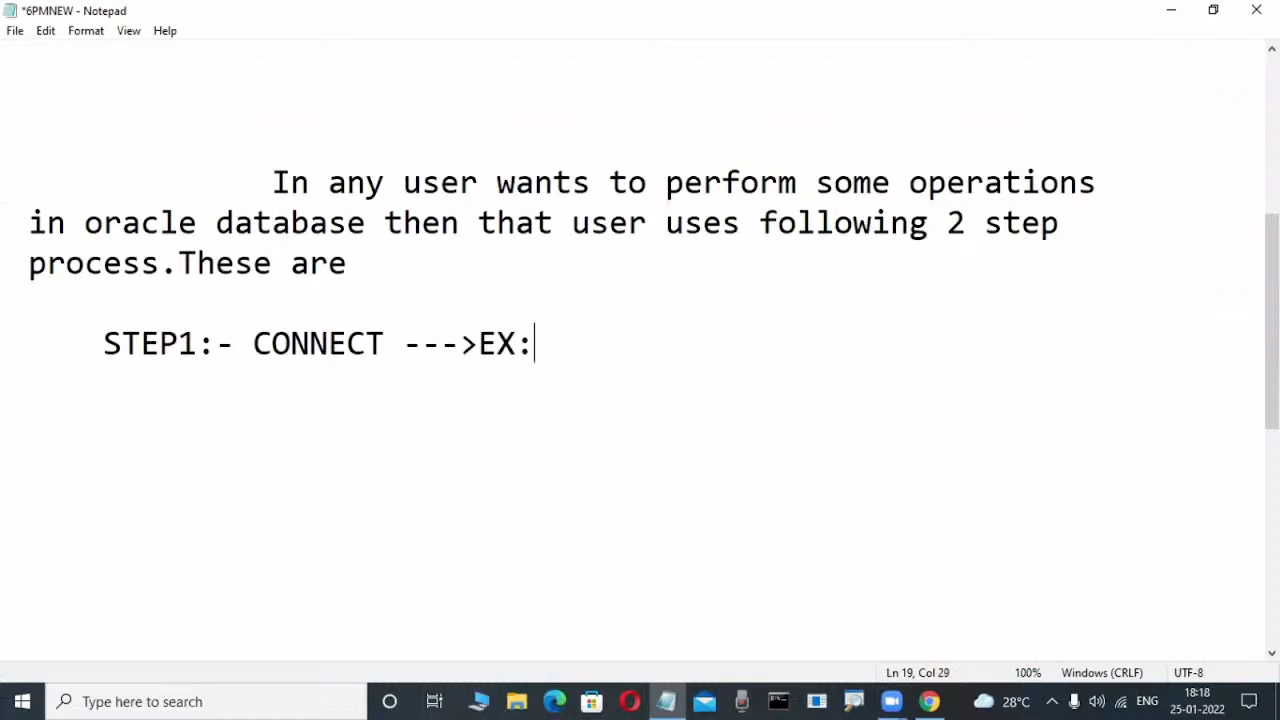 *6PMNEW - Notepad
File Edit Format View Help
In any user wants to perform some operations
in oracle database then that user uses following 2 step
process.These are
STEP1:- CONNECT --->EX:
Ln 19, Col 29 100% Windows (CRLF) UTF-8
Type here to search 28°C ENG 18:18
25-01-2022